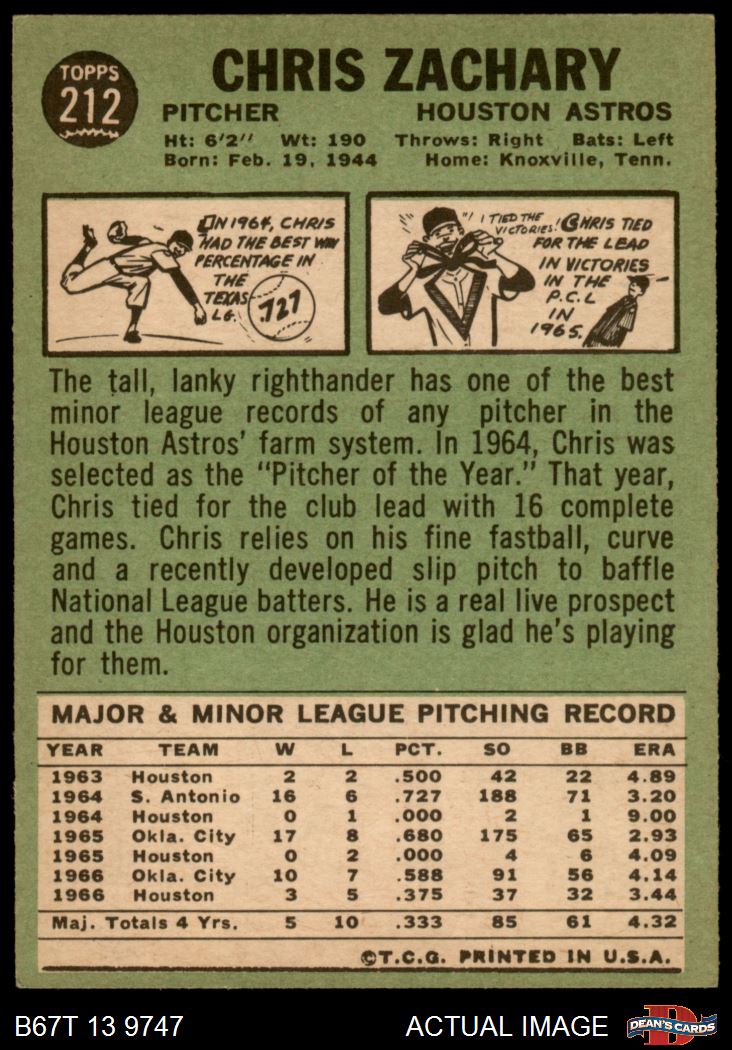 TOPPS
212
CHRIS ZACHARY
PITCHER HOUSTON ASTROS
Ht: 6'2'' Wt: 190 Throws: Right Bats: Left
Born: Feb. 19, 1944 Home: Knoxville, Tenn.
IN 1964, CHRIS
HAD THE BEST WIN
PERCENTAGE IN
THE
TEXAS
LG.
.727
"I TIED THE
VICTORIES!
CHRIS TIED
FOR THE LEAD
IN VICTORIES
IN THE
P.C.L
IN
1965.
The tall, lanky righthander has one of the best
minor league records of any pitcher in the
Houston Astros' farm system. In 1964, Chris was
selected as the "Pitcher of the Year." That year,
Chris tied for the club lead with 16 complete
games. Chris relies on his fine fastball, curve
and a recently developed slip pitch to baffle
National League batters. He is a real live prospect
and the Houston organization is glad he's playing
for them.
MAJOR & MINOR LEAGUE PITCHING RECORD
YEAR TEAM W L PCT. SO BB ERA
1963 Houston 2 2 .500 42 22 4.89
1964 S. Antonio 16 6 .727 188 71 3.20
1964 Houston 0 1 .000 2 1 9.00
1965 Okla. City 17 8 .680 175 65 2.93
1965 Houston 0 2 .000 4 6 4.09
1966 Okla. City 10 7 .588 91 56 4.14
1966 Houston 3 5 .375 37 32 3.44
Maj. Totals 4 Yrs. 5 10 .333 85 61 4.32
©T.C.G. PRINTED IN U.S.A.
B67T 13 9747 ACTUAL IMAGE
D
DEAN'S CARDS